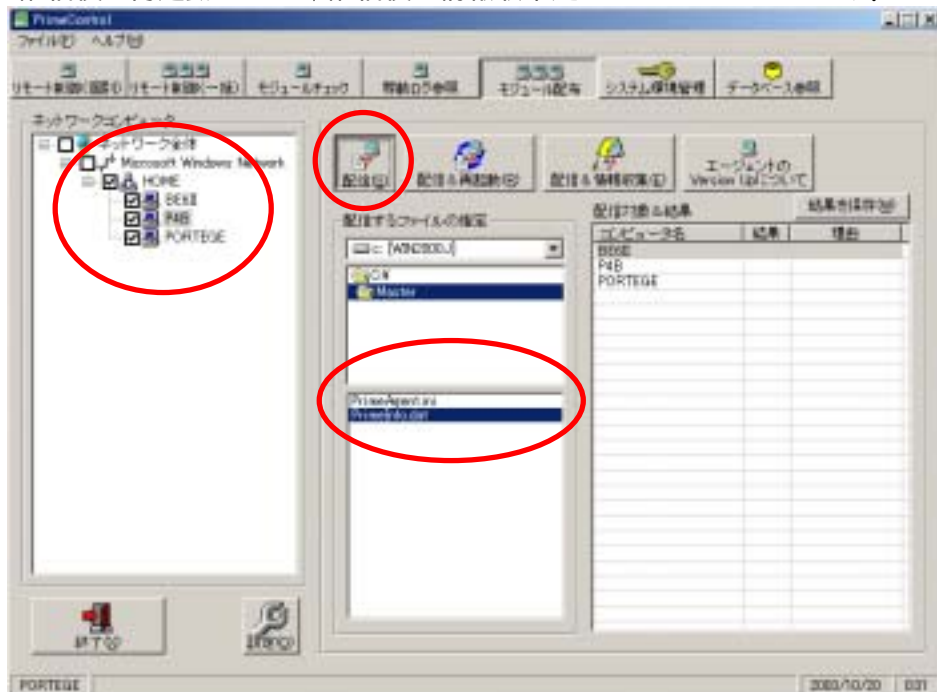 PrimeControl
ファイル(F) ヘルプ(H)
リモート制御(個別) リモート制御(一括) モジュールチェック 稼動ログ参照 モジュール配布 システム環境管理 データベース参照
ネットワークコンピュータ
ネットワーク全体
Microsoft Windows Network
HOME
BEKE
P4B
PORTEGE
配信(S) 配信&再起動(B) 配信&情報収集(I) エージェントの Version Upについて
配信するファイルの指定
c: [WIN2000J]
C:¥
Master
PrimeAgent.ini
PrimeInfo.dat
配信対象&結果 結果を保存(W)
コンピュータ名 結果 理由
BEKE
P4B
PORTEGE
終了(X)
PORTEGE